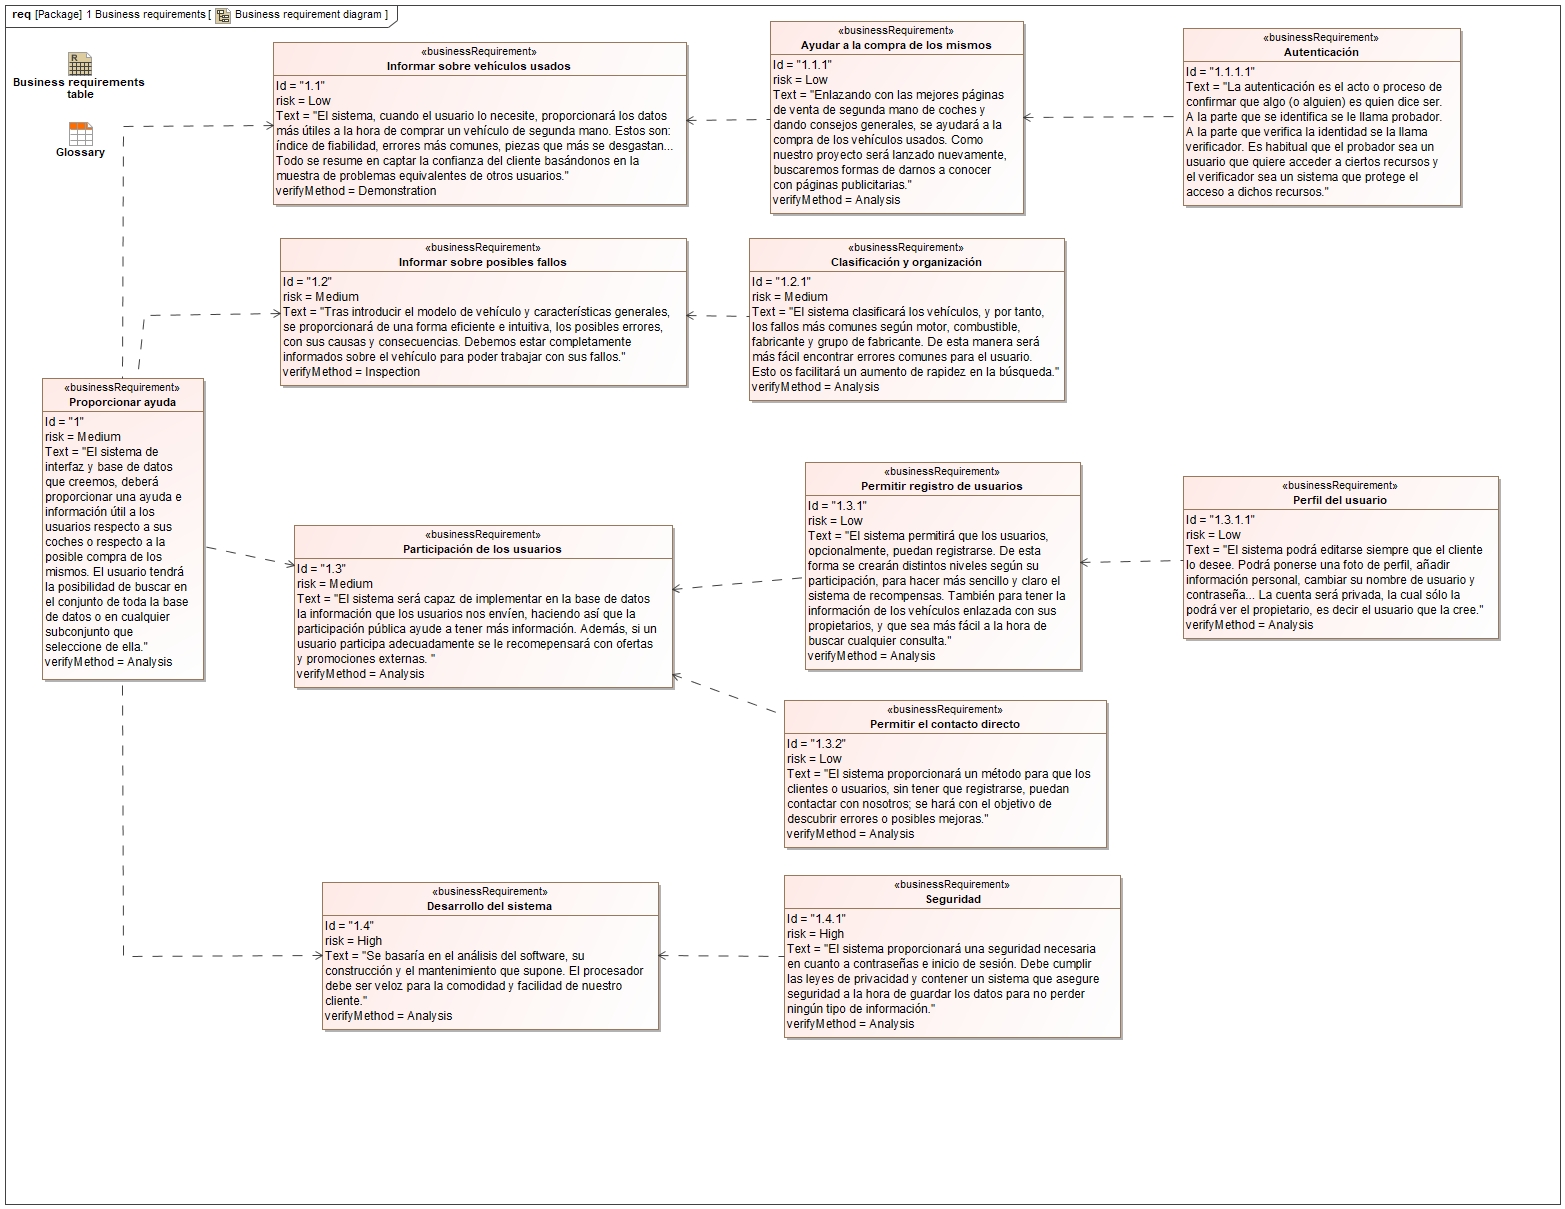 req [Package] 1 Business requirements [ Business requirement diagram ]
Business requirements
table
Glossary
«businessRequirement»
Informar sobre vehículos usados
Id = "1.1"
risk = Low
Text = "El sistema, cuando el usuario lo necesite, proporcionará los datos
más útiles a la hora de comprar un vehículo de segunda mano. Estos son:
índice de fiabilidad, errores más comunes, piezas que más se desgastan...
Todo se resume en captar la confianza del cliente basándonos en la
muestra de problemas equivalentes de otros usuarios."
verifyMethod = Demonstration
«businessRequirement»
Ayudar a la compra de los mismos
Id = "1.1.1"
risk = Low
Text = "Enlazando con las mejores páginas
de venta de segunda mano de coches y
dando consejos generales, se ayudará a la
compra de los vehículos usados. Como
nuestro proyecto será lanzado nuevamente,
buscaremos formas de darnos a conocer
con páginas publicitarias."
verifyMethod = Analysis
«businessRequirement»
Autenticación
Id = "1.1.1.1"
Text = "La autenticación es el acto o proceso de
confirmar que algo (o alguien) es quien dice ser.
A la parte que se identifica se le llama probador.
A la parte que verifica la identidad se la llama
verificador. Es habitual que el probador sea un
usuario que quiere acceder a ciertos recursos y
el verificador sea un sistema que protege el
acceso a dichos recursos."
«businessRequirement»
Informar sobre posibles fallos
Id = "1.2"
risk = Medium
Text = "Tras introducir el modelo de vehículo y características generales,
se proporcionará de una forma eficiente e intuitiva, los posibles errores,
con sus causas y consecuencias. Debemos estar completamente
informados sobre el vehículo para poder trabajar con sus fallos."
verifyMethod = Inspection
«businessRequirement»
Clasificación y organización
Id = "1.2.1"
risk = Medium
Text = "El sistema clasificará los vehículos, y por tanto,
los fallos más comunes según motor, combustible,
fabricante y grupo de fabricante. De esta manera será
más fácil encontrar errores comunes para el usuario.
Esto os facilitará un aumento de rapidez en la búsqueda."
verifyMethod = Analysis
«businessRequirement»
Proporcionar ayuda
Id = "1"
risk = Medium
Text = "El sistema de
interfaz y base de datos
que creemos, deberá
proporcionar una ayuda e
información útil a los
usuarios respecto a sus
coches o respecto a la
posible compra de los
mismos. El usuario tendrá
la posibilidad de buscar en
el conjunto de toda la base
de datos o en cualquier
subconjunto que
seleccione de ella."
verifyMethod = Analysis
«businessRequirement»
Participación de los usuarios
Id = "1.3"
risk = Medium
Text = "El sistema será capaz de implementar en la base de datos
la información que los usuarios nos envíen, haciendo así que la
participación pública ayude a tener más información. Además, si un
usuario participa adecuadamente se le recomepensará con ofertas
y promociones externas. "
verifyMethod = Analysis
«businessRequirement»
Permitir registro de usuarios
Id = "1.3.1"
risk = Low
Text = "El sistema permitirá que los usuarios,
opcionalmente, puedan registrarse. De esta
forma se crearán distintos niveles según su
participación, para hacer más sencillo y claro el
sistema de recompensas. También para tener la
información de los vehículos enlazada con sus
propietarios, y que sea más fácil a la hora de
buscar cualquier consulta."
verifyMethod = Analysis
«businessRequirement»
Perfil del usuario
Id = "1.3.1.1"
risk = Low
Text = "El sistema podrá editarse siempre que el cliente
lo desee. Podrá ponerse una foto de perfil, añadir
información personal, cambiar su nombre de usuario y
contraseña... La cuenta será privada, la cual sólo la
podrá ver el propietario, es decir el usuario que la cree."
verifyMethod = Analysis
«businessRequirement»
Permitir el contacto directo
Id = "1.3.2"
risk = Low
Text = "El sistema proporcionará un método para que los
clientes o usuarios, sin tener que registrarse, puedan
contactar con nosotros; se hará con el objetivo de
descubrir errores o posibles mejoras."
verifyMethod = Analysis
«businessRequirement»
Desarrollo del sistema
Id = "1.4"
risk = High
Text = "Se basaría en el análisis del software, su
construcción y el mantenimiento que supone. El procesador
debe ser veloz para la comodidad y facilidad de nuestro
cliente."
verifyMethod = Analysis
«businessRequirement»
Seguridad
Id = "1.4.1"
risk = High
Text = "El sistema proporcionará una seguridad necesaria
en cuanto a contraseñas e inicio de sesión. Debe cumplir
las leyes de privacidad y contener un sistema que asegure
seguridad a la hora de guardar los datos para no perder
ningún tipo de información."
verifyMethod = Analysis